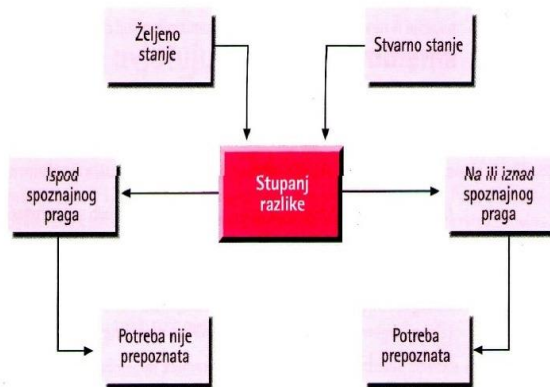 Željeno
stanje
Stvarno stanje
Ispod
spoznajnog
praga
Stupanj
razlike
Na ili iznad
spoznajnog
praga
Potreba nije
prepoznata
Potreba
prepoznata